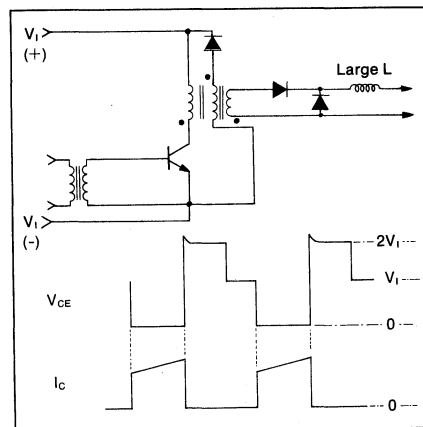 V₁
(+)
Large L
V₁
(-)
2V₁
V₁
V_CE
0
I_C
0